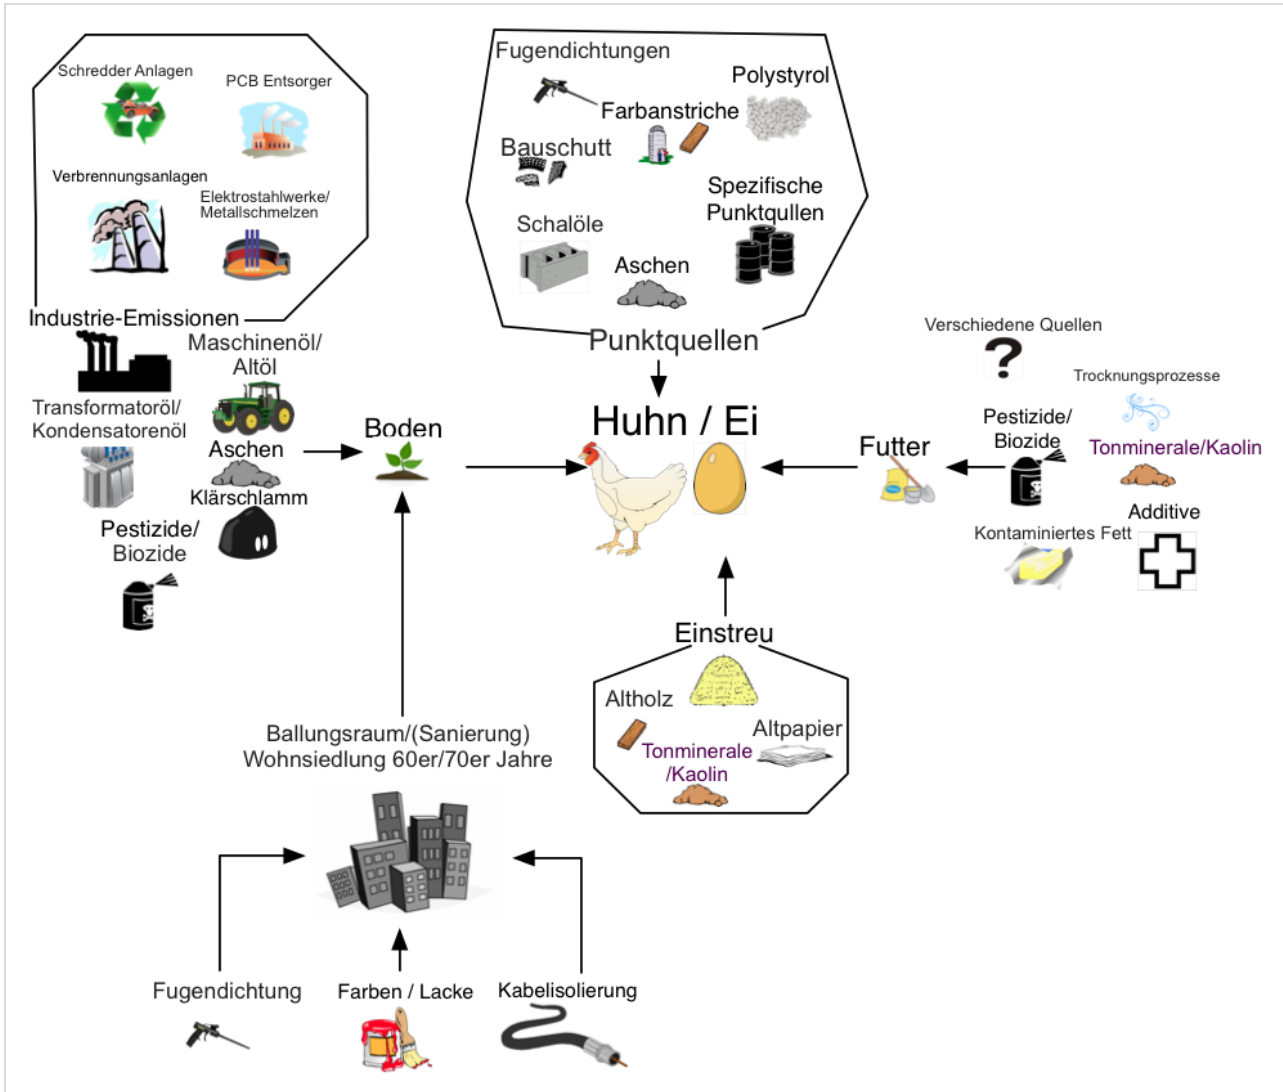 Schredder Anlagen
PCB Entsorger
Verbrennungsanlagen
Elektrostahlwerke/
Metallschmelzen
Industrie-Emissionen
Fugendichtungen
Polystyrol
Farbanstriche
Bauschutt
Spezifische
Punktqullen
Schalöle
Aschen
Punktquellen
Maschinenöl/
Altöl
Transformatoröl/
Kondensatorenöl
Aschen
Klärschlamm
Pestizide/
Biozide
Boden
Huhn / Ei
Futter
Verschiedene Quellen
?
Trocknungsprozesse
Pestizide/
Biozide
Tonminerale/Kaolin
Additive
Kontaminiertes Fett
Einstreu
Altholz
Altpapier
Tonminerale
/Kaolin
Ballungsraum/(Sanierung)
Wohnsiedlung 60er/70er Jahre
Fugendichtung
Farben / Lacke
Kabelisolierung